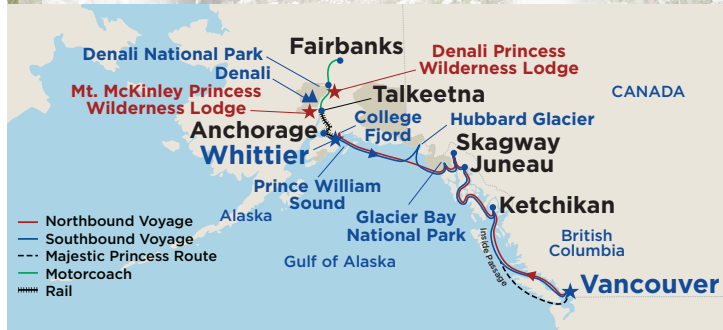 Fairbanks
Denali National Park
Denali
Denali Princess
Wilderness Lodge
Mt. McKinley Princess
Wilderness Lodge
Talkeetna
CANADA
College
Fjord
Hubbard Glacier
Anchorage
Whittier
Skagway
Juneau
Prince William
Sound
Glacier Bay
National Park
Ketchikan
Alaska
Gulf of Alaska
British
Columbia
Inside Passage
Vancouver
Northbound Voyage
Southbound Voyage
Majestic Princess Route
Motorcoach
Rail